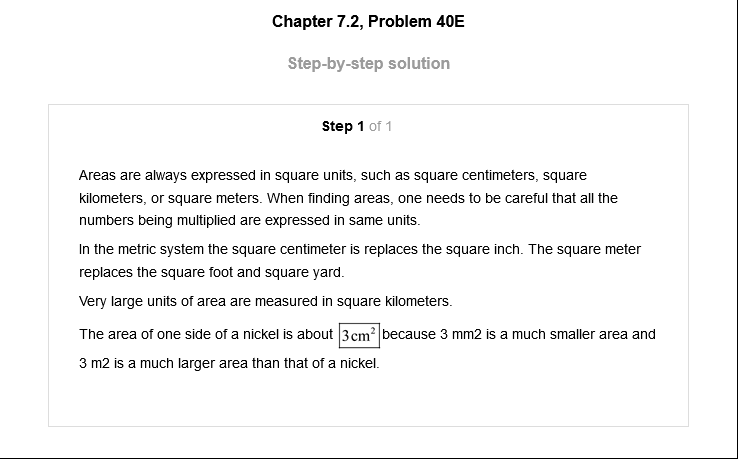 Chapter 7.2, Problem 40E
Step-by-step solution
Step 1 of 1
Areas are always expressed in square units, such as square centimeters, square
kilometers, or square meters. When finding areas, one needs to be careful that all the
numbers being multiplied are expressed in same units.
In the metric system the square centimeter is replaces the square inch. The square meter
replaces the square foot and square yard.
Very large units of area are measured in square kilometers.
The area of one side of a nickel is about 3 cm² because 3 mm2 is a much smaller area and
3 m2 is a much larger area than that of a nickel.